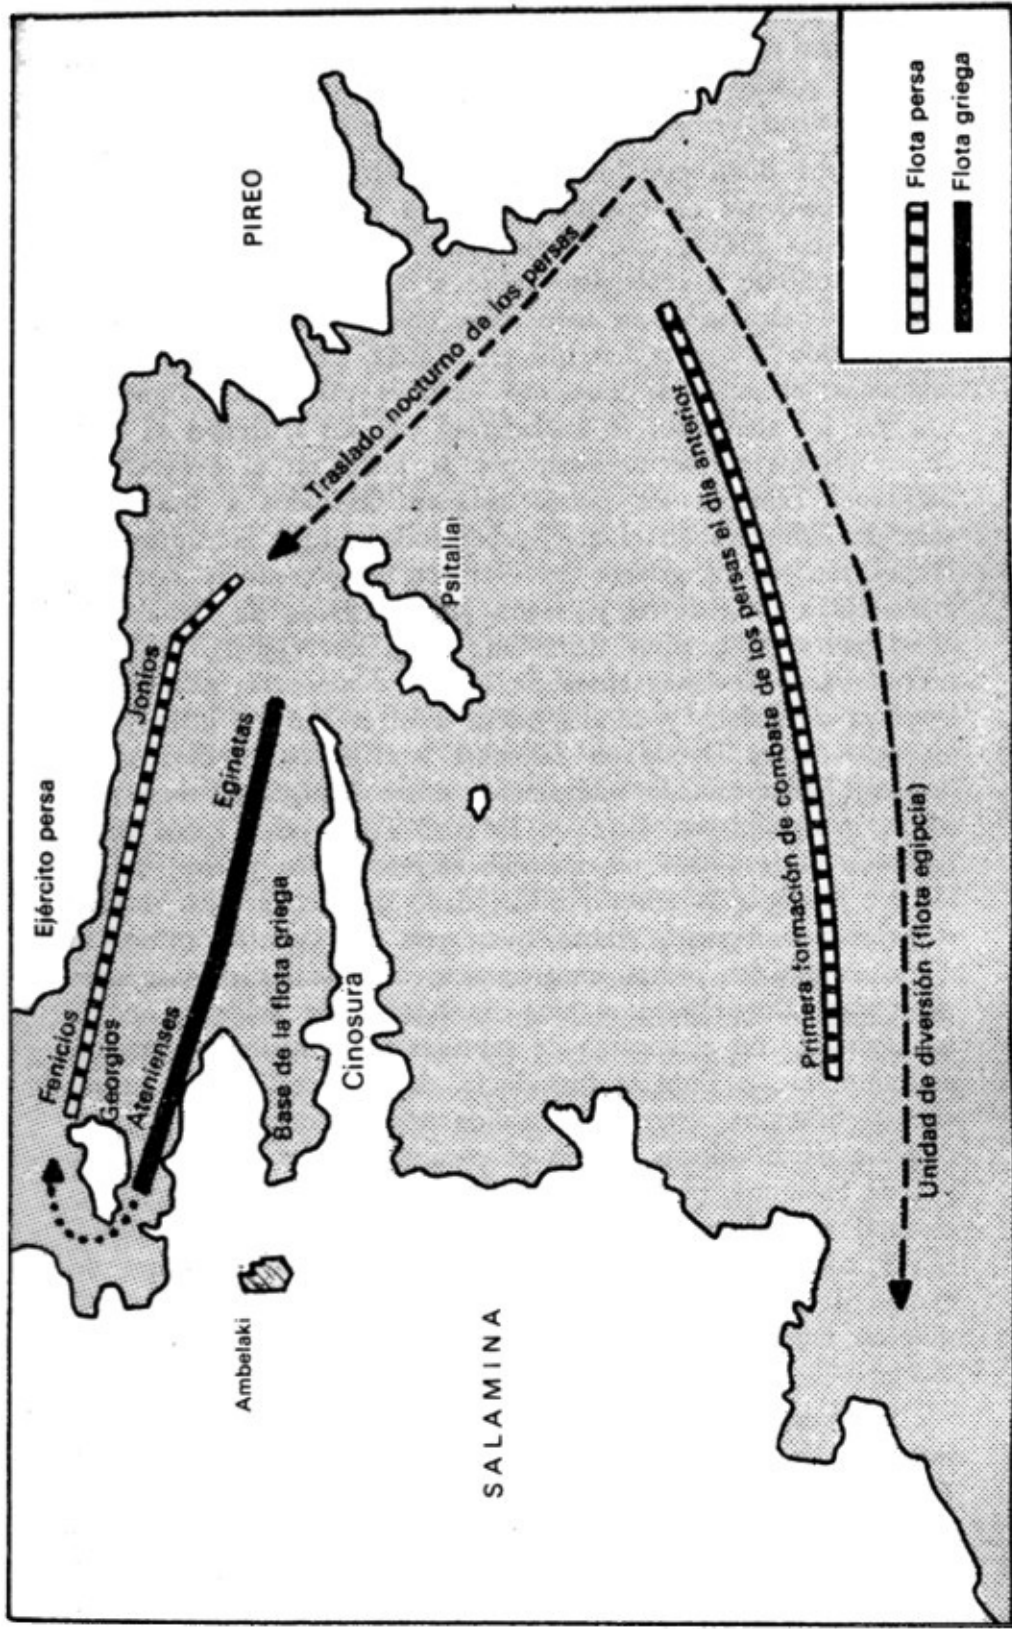 Ejército persa
PIREO
Fenicios
Georgios
Jonios
Atenienses
Eginetas
Traslado nocturno de los persas
Ambelaki
Base de la flota griega
Cinosura
Psitalia
SALAMINA
Primera formación de combate de los persas el día anterior
Unidad de diversión (flota egipcia)
Flota persa
Flota griega